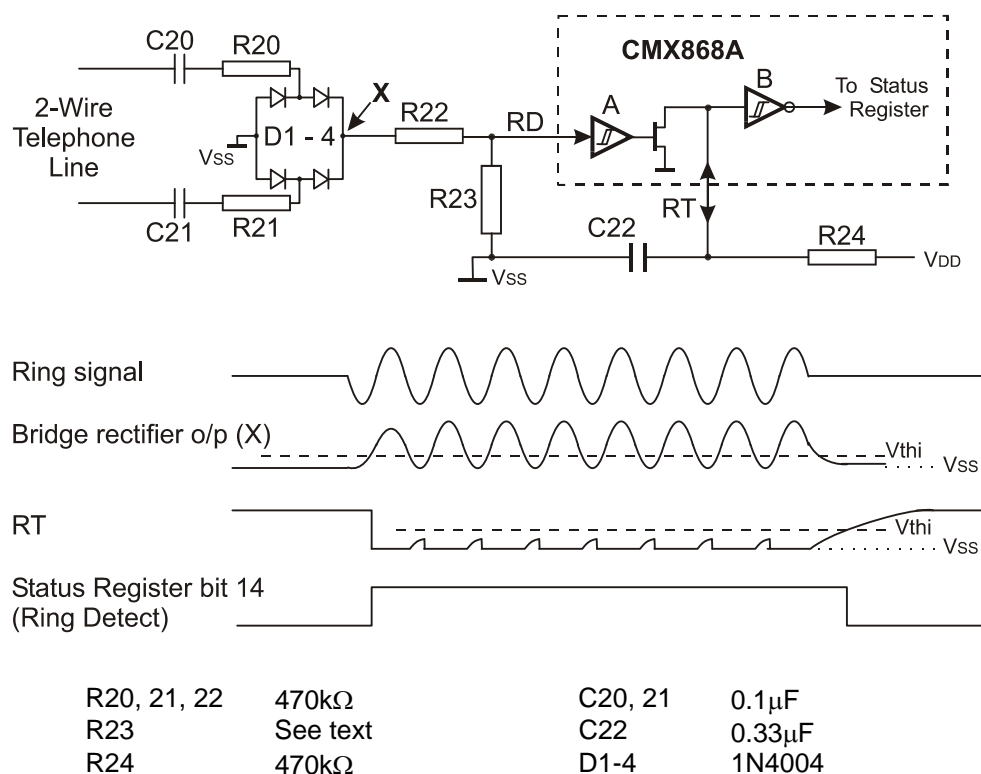 C20 R20
CMX868A
X
B
A
To Status
Register
2-Wire
Telephone
Line
R22
RD
D1 - 4
VSS
RT
R23
C22
R24
C21 R21
VSS
VDD
Ring signal
Bridge rectifier o/p (X)
Vthi
VSS
RT
Vthi
VSS
Status Register bit 14
(Ring Detect)
R20, 21, 22 470kΩ C20, 21 0.1μF
R23 See text C22 0.33μF
R24 470kΩ D1-4 1N4004